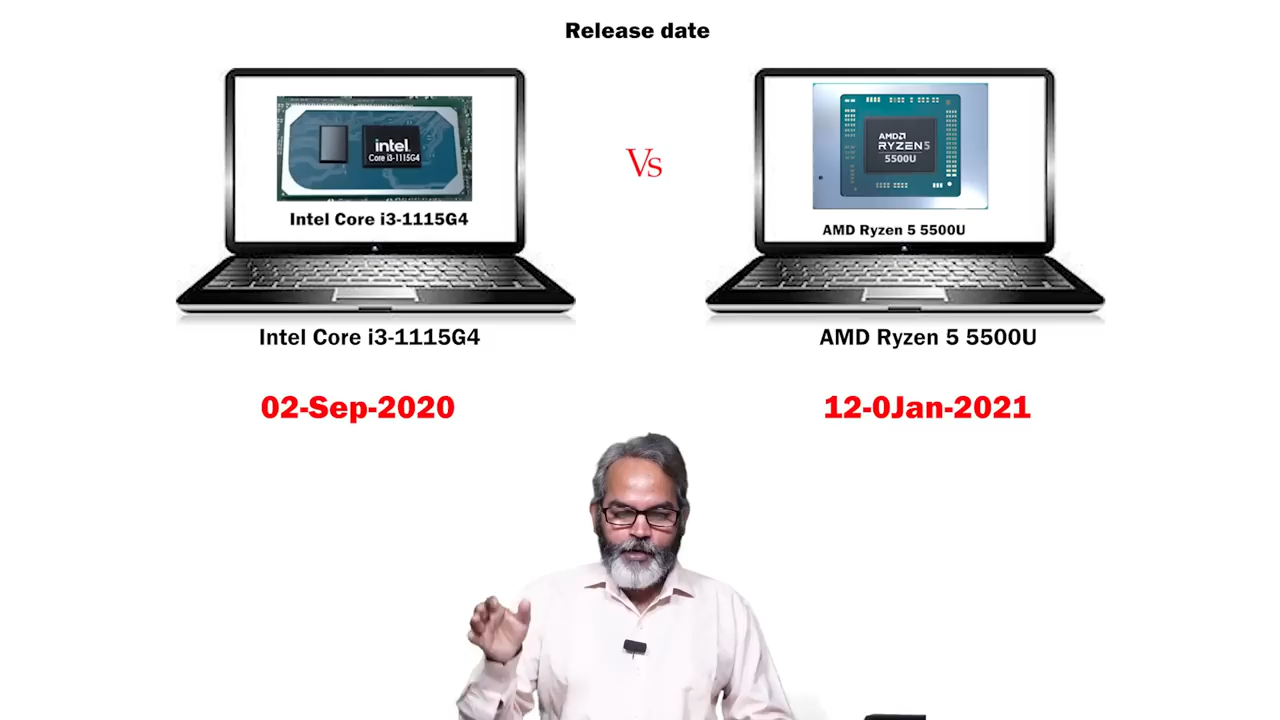 Release date
intel
Core i3-1115G4
Intel Core i3-1115G4
Vs
AMD
RYZEN 5
5500U
AMD Ryzen 5 5500U
Intel Core i3-1115G4
AMD Ryzen 5 5500U
02-Sep-2020
12-0Jan-2021